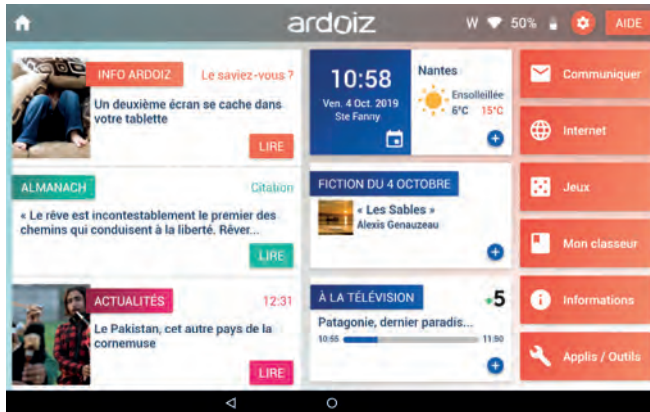 ardoiz
W 50% AIDE
INFO ARDOIZ Le saviez-vous ?
Un deuxième écran se cache dans
votre tablette
LIRE
ALMANACH Citation
« Le rêve est incontestablement le premier des
chemins qui conduisent à la liberté. Rêver...
LIRE
ACTUALITÉS 12:31
Le Pakistan, cet autre pays de la
cornemuse
LIRE
10:58
Ven. 4 Oct. 2019
Ste Fanny
Nantes
Ensoleillée
6°C 15°C
FICTION DU 4 OCTOBRE
« Les Sables »
Alexis Genauzeau
À LA TÉLÉVISION 5
Patagonie, dernier paradis...
10:55 11:50
Communiquer
Internet
Jeux
Mon classeur
Informations
Applis / Outils